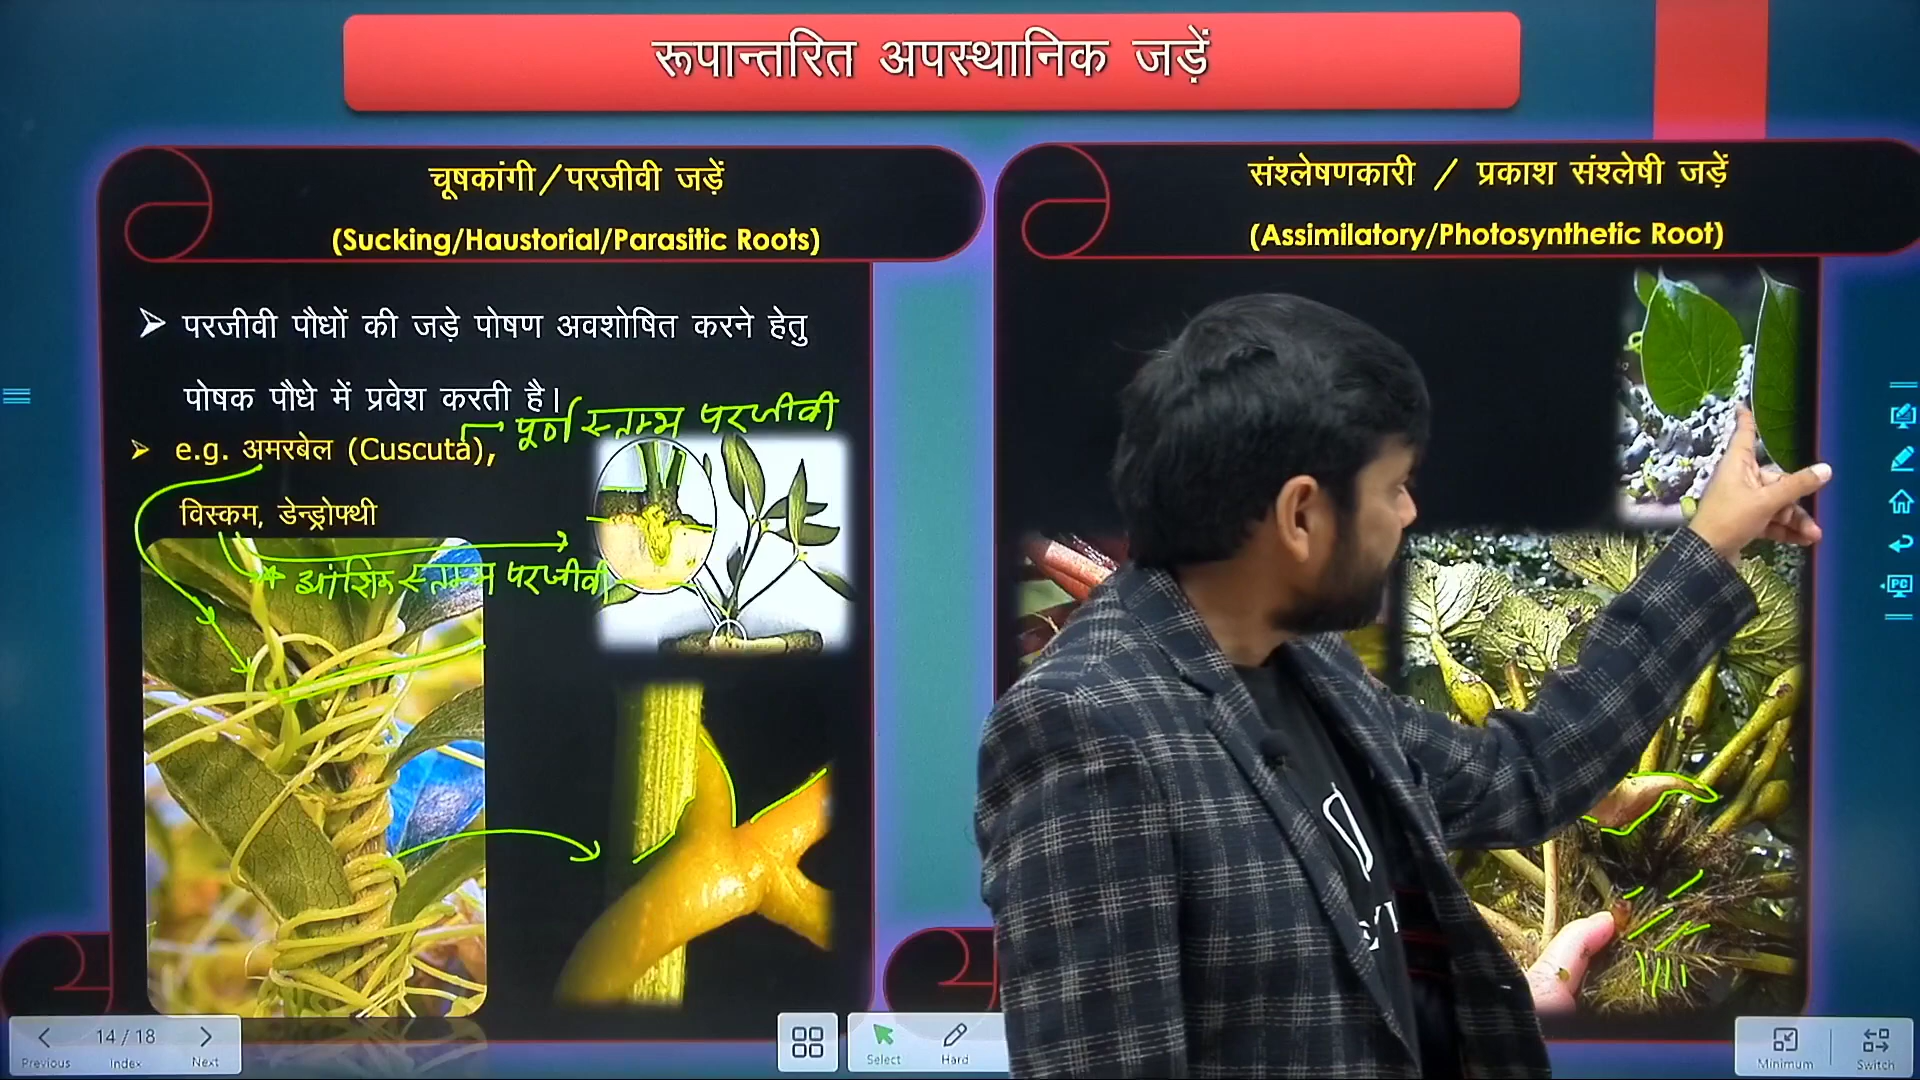 रूपान्तरित अपस्थानिक जड़ें
चूषकांगी/परजीवी जड़ें
(Sucking/Haustorial/Parasitic Roots)
➢ परजीवी पौधों की जड़े पोषण अवशोषित करने हेतु
पोषक पौधे में प्रवेश करती है।
पूर्ण स्तम्भ परजीवी
➢ e.g. अमरबेल (Cuscuta),
विस्कम, डेन्ड्रोफ्थी
आंशिक स्तम्भ परजीवी
संश्लेषणकारी / प्रकाश संश्लेषी जड़ें
(Assimilatory/Photosynthetic Root)
14 / 18
Previous Index Next
Select Hard
Minimum Switch
PC